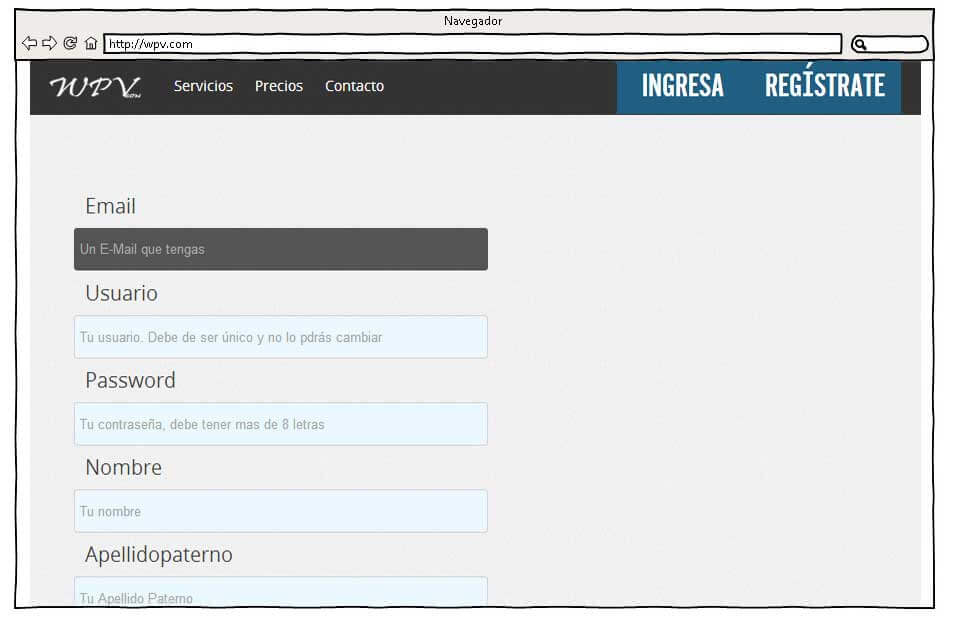 Navegador
http://wpv.com
WPV.com Servicios Precios Contacto INGRESA REGÍSTRATE
Email
Un E-Mail que tengas
Usuario
Tu usuario. Debe de ser único y no lo pdrás cambiar
Password
Tu contraseña, debe tener mas de 8 letras
Nombre
Tu nombre
Apellidopaterno
Tu Apellido Paterno